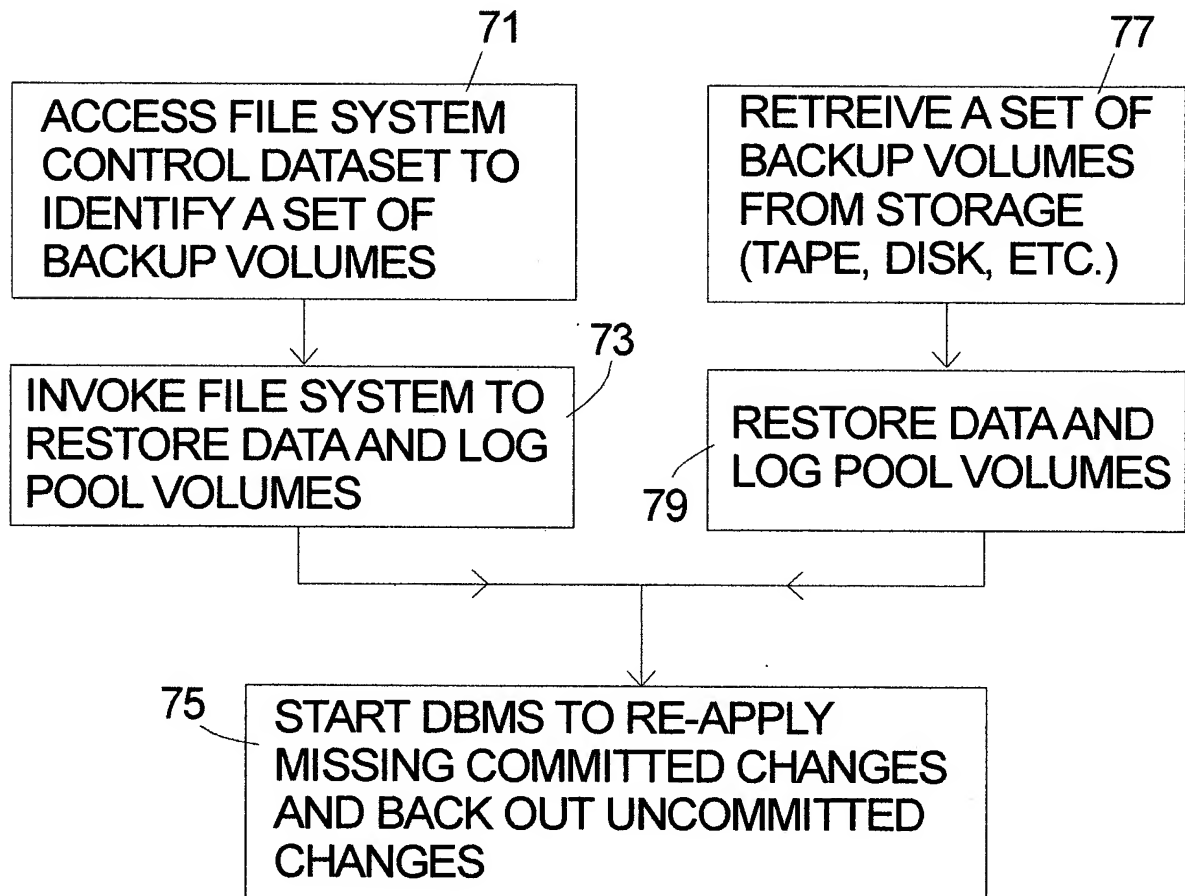 71
ACCESS FILE SYSTEM
CONTROL DATASET TO
IDENTIFY A SET OF
BACKUP VOLUMES
77
RETREIVE A SET OF
BACKUP VOLUMES
FROM STORAGE
(TAPE, DISK, ETC.)
73
INVOKE FILE SYSTEM TO
RESTORE DATA AND LOG
POOL VOLUMES
79
RESTORE DATA AND
LOG POOL VOLUMES
75
START DBMS TO RE-APPLY
MISSING COMMITTED CHANGES
AND BACK OUT UNCOMMITTED
CHANGES